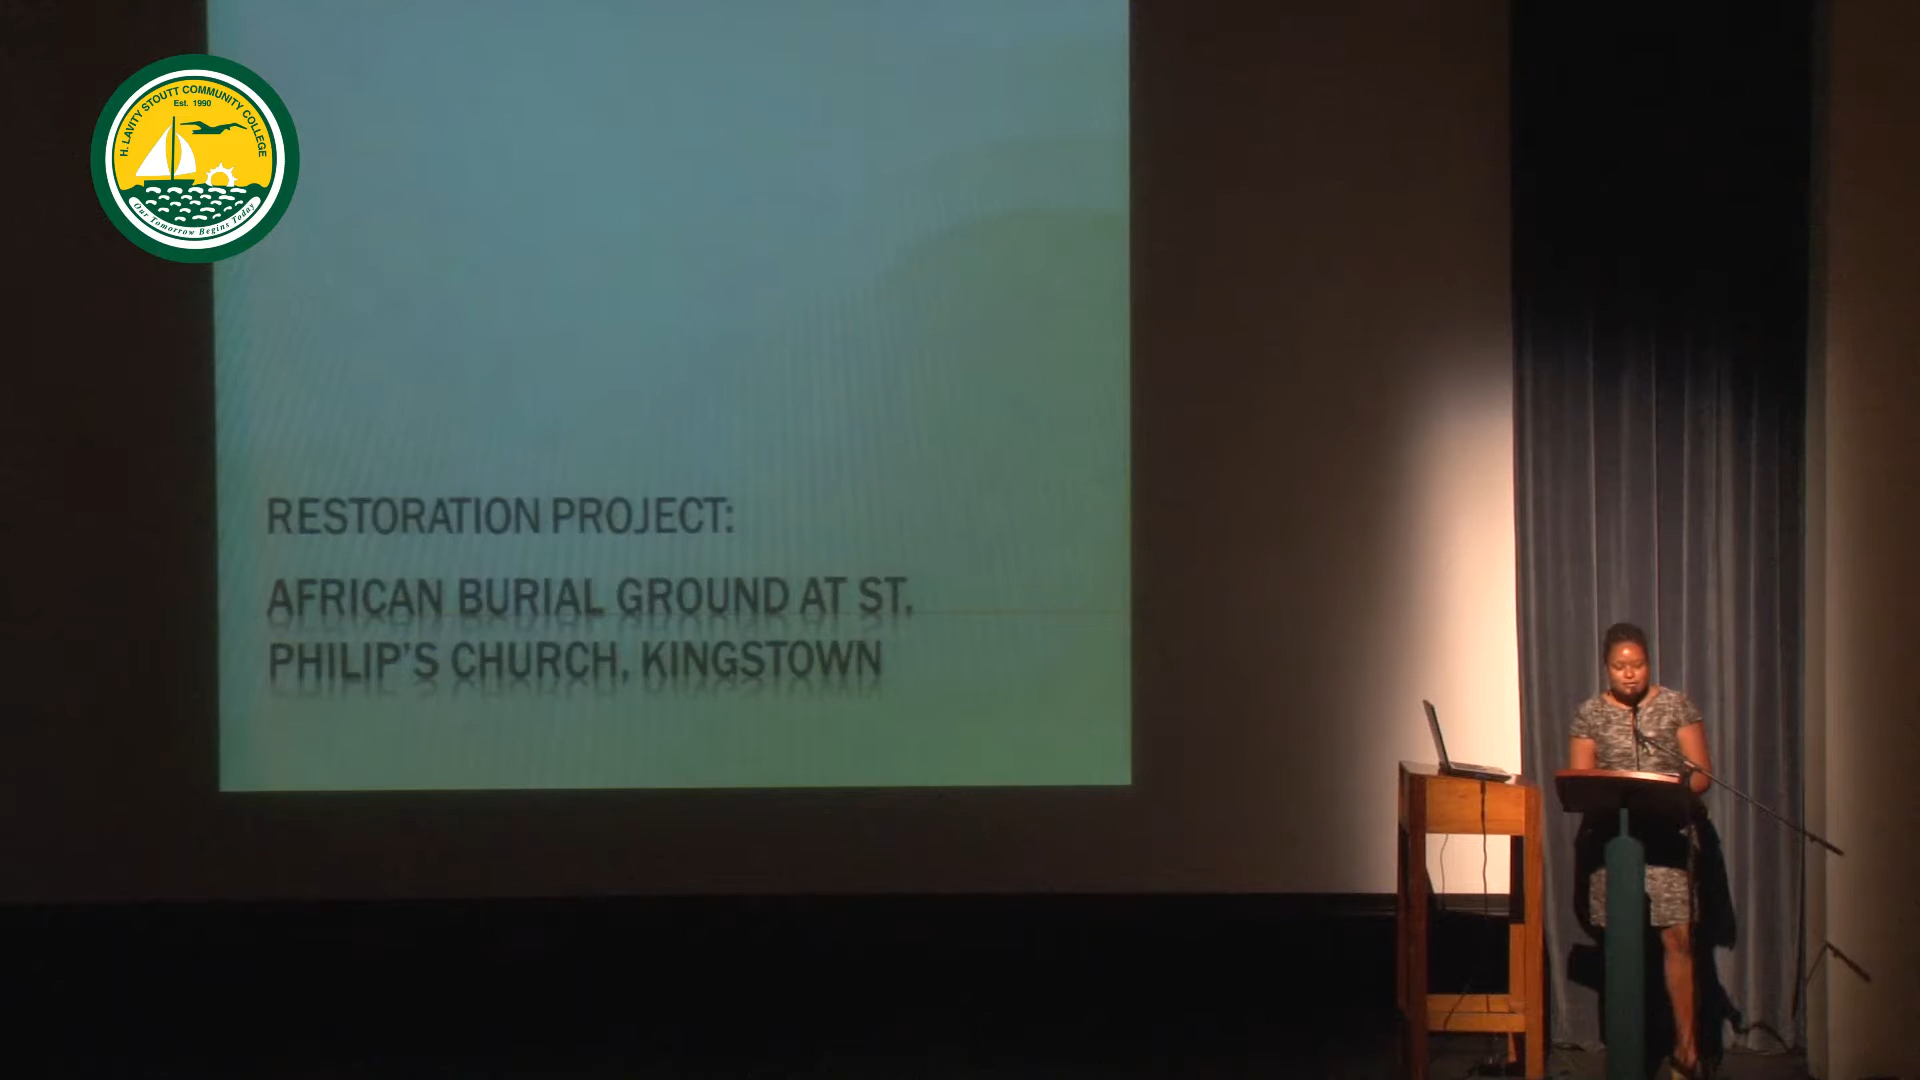 H. LAVITY STOUTT COMMUNITY COLLEGE
Est. 1990
Our Tomorrow Begins Today
RESTORATION PROJECT:
AFRICAN BURIAL GROUND AT ST.
PHILIP'S CHURCH, KINGSTOWN